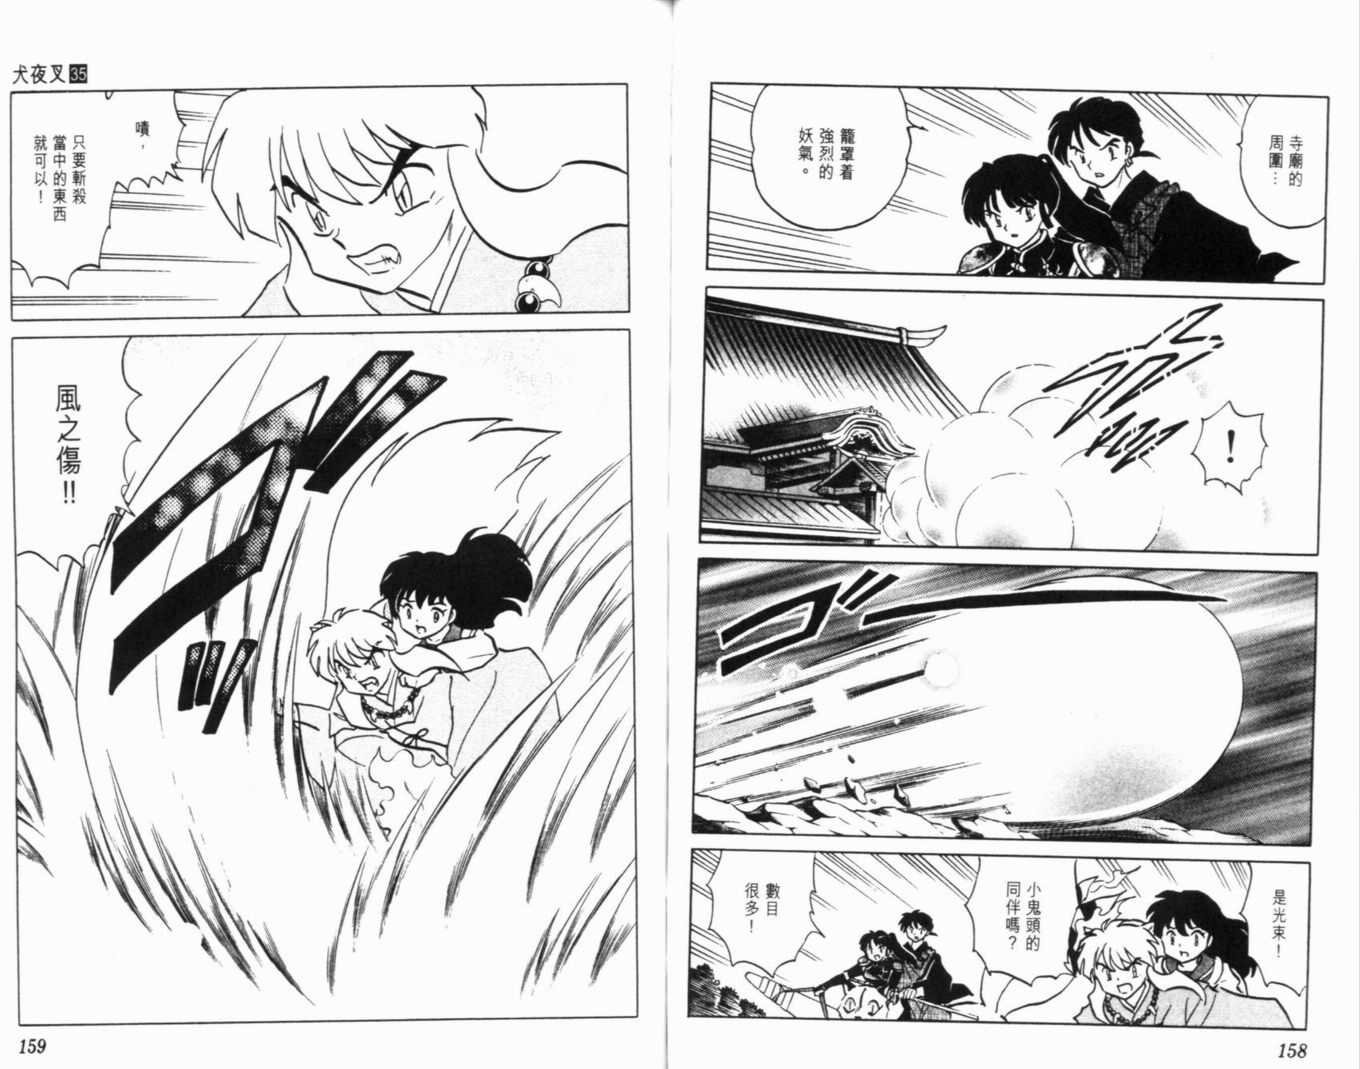 寺廟的
周圍…
籠罩着
強烈的
妖氣。
！
是光束！
小鬼頭的
同伴嗎？
數目
很多！
158
犬夜叉35
嘖，
只要斬殺
當中的東西
就可以！
風之傷!!
159